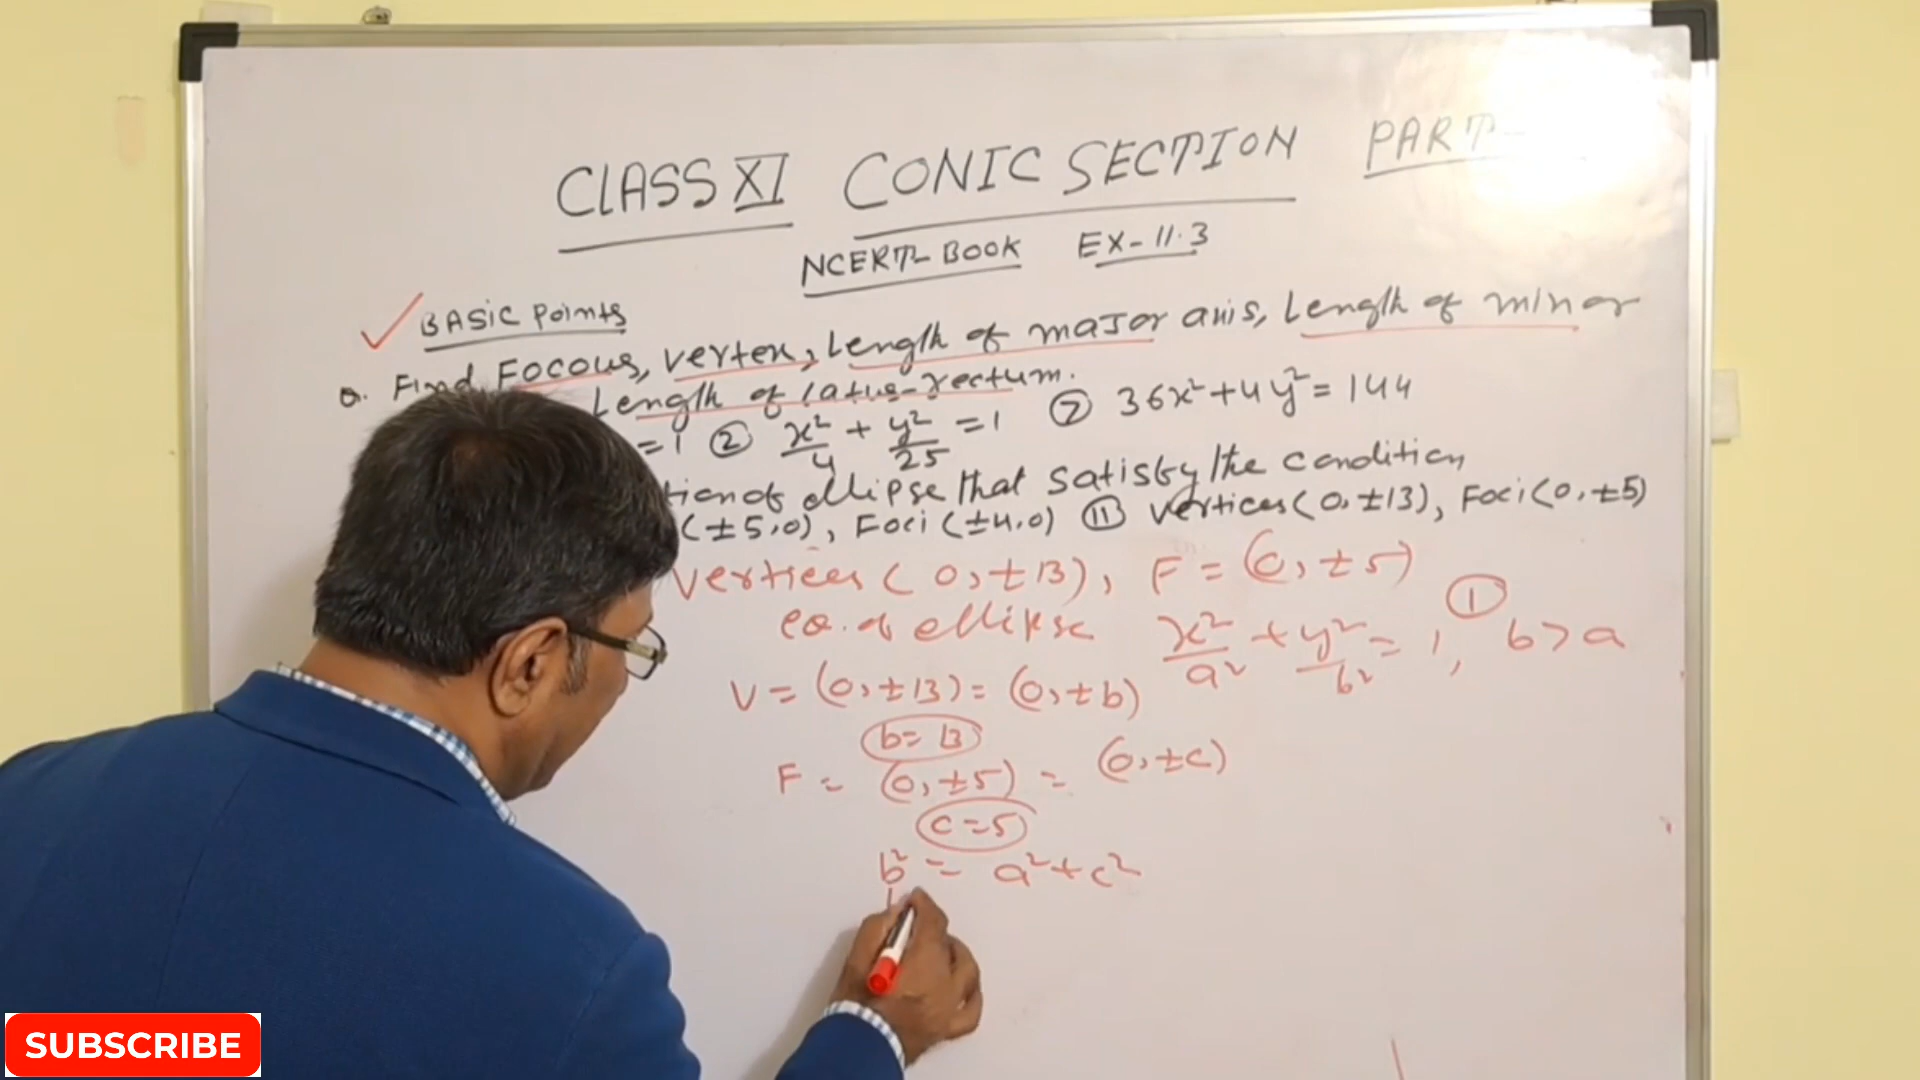 CLASS XI CONIC SECTION PART-
NCERT BOOK EX-11.3
✓ BASIC Points
Q. Find Focous, vertex, Length of major axis, Length of minor
Length of latus-rectum.
=1 ② x²/4 + y²/25 =1 ⑦ 36x²+4y²=144
tion of ellipse that satisfy the condition
(±5,0), Foci (±4,0) ⑪ vertices (0,±13), Foci (0,±5)
vertices (0,±13), F = (0,±5)
eq. of ellipse x²/a² + y²/b² = 1, ① b>a
V = (0,±13) = (0,±b)
b=13
F = (0,±5) = (0,±c)
c=5
b² = a²+c²
SUBSCRIBE